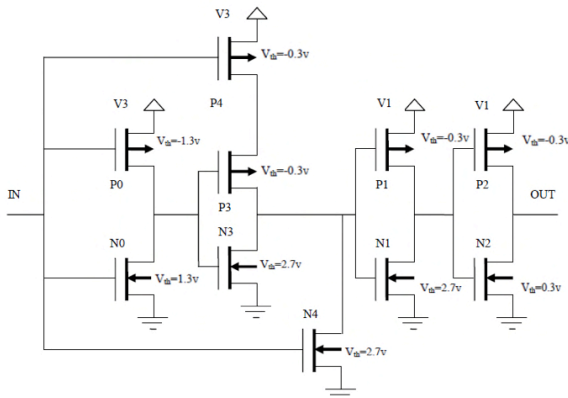 V3
Vth=-0.3v
P4
V3
V1
V1
Vth=-1.3v
Vth=-0.3v
Vth=-0.3v
P0
Vth=-0.3v
P1
P2
IN
P3
OUT
N0
N3
N1
N2
Vth=1.3v
Vth=2.7v
Vth=2.7v
Vth=0.3v
N4
Vth=2.7v